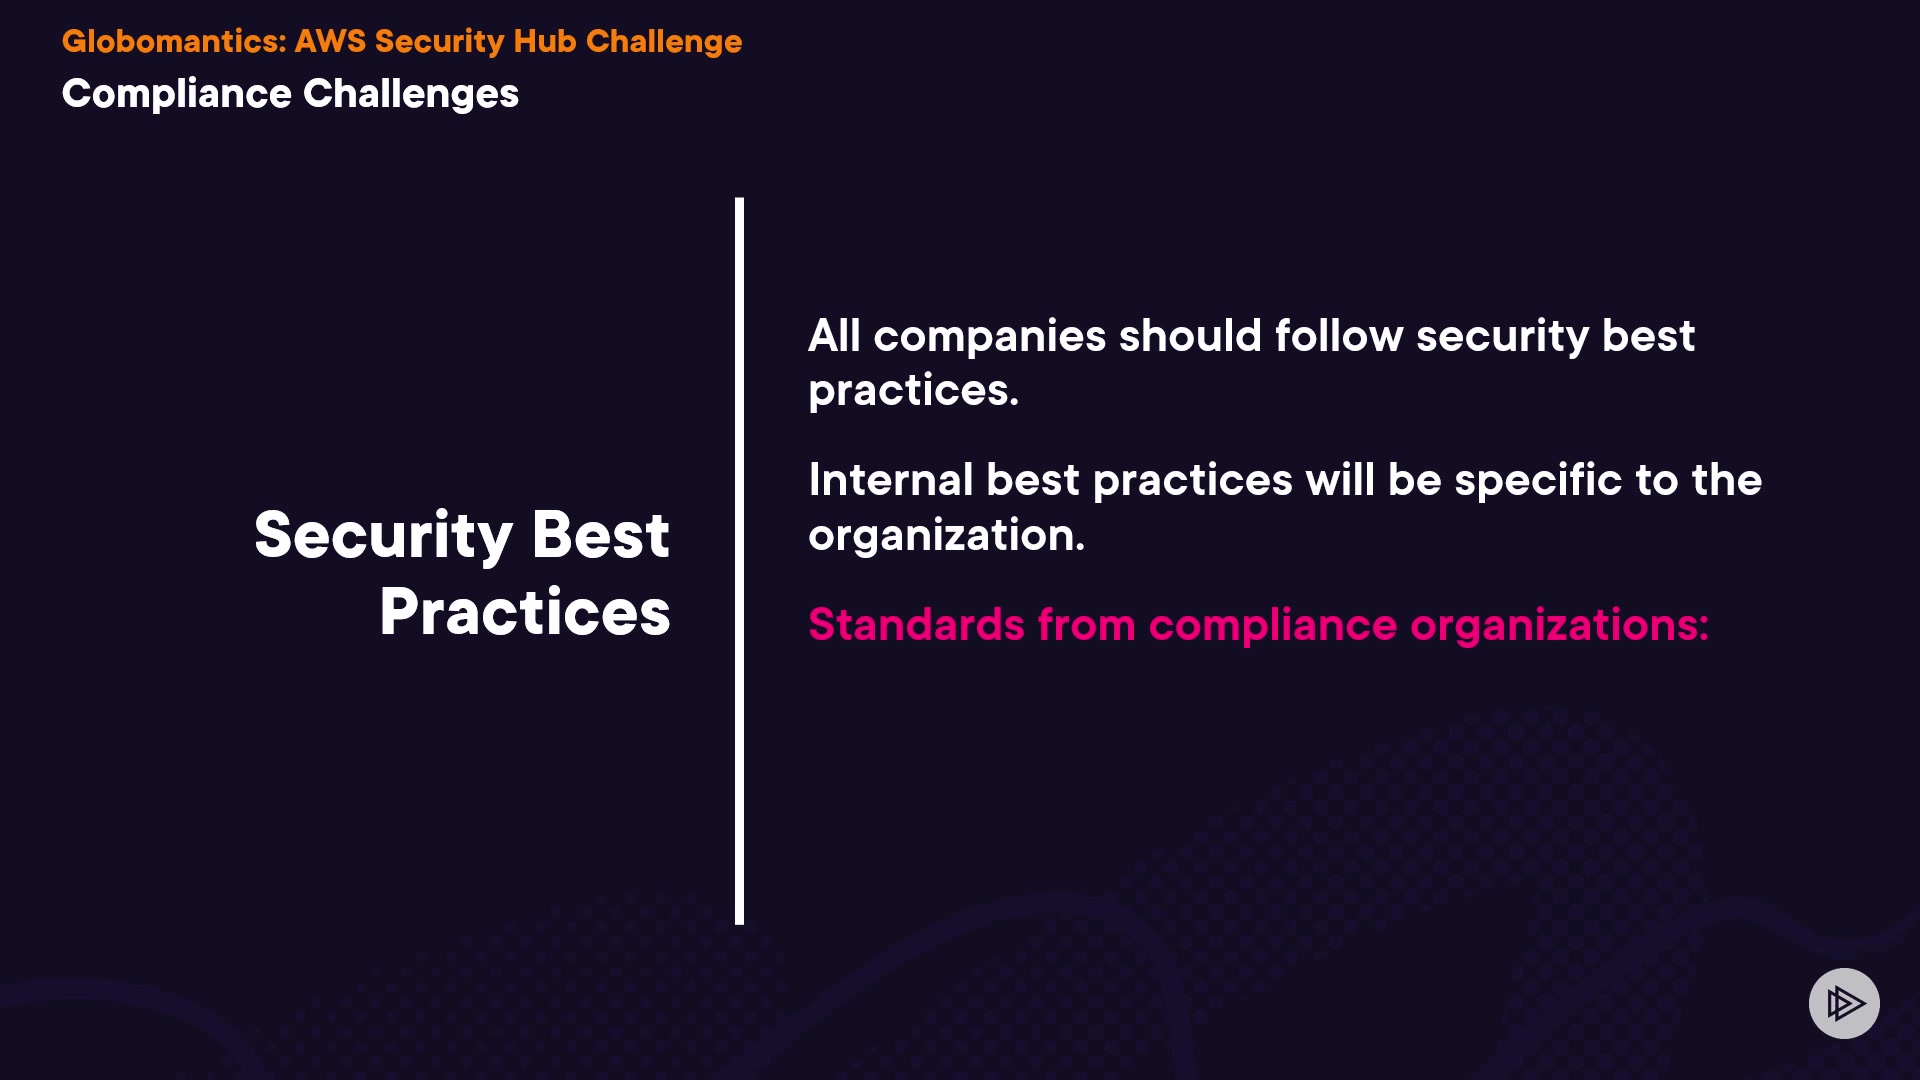 Globomantics: AWS Security Hub Challenge
Compliance Challenges
Security Best
Practices
All companies should follow security best
practices.
Internal best practices will be specific to the
organization.
Standards from compliance organizations: